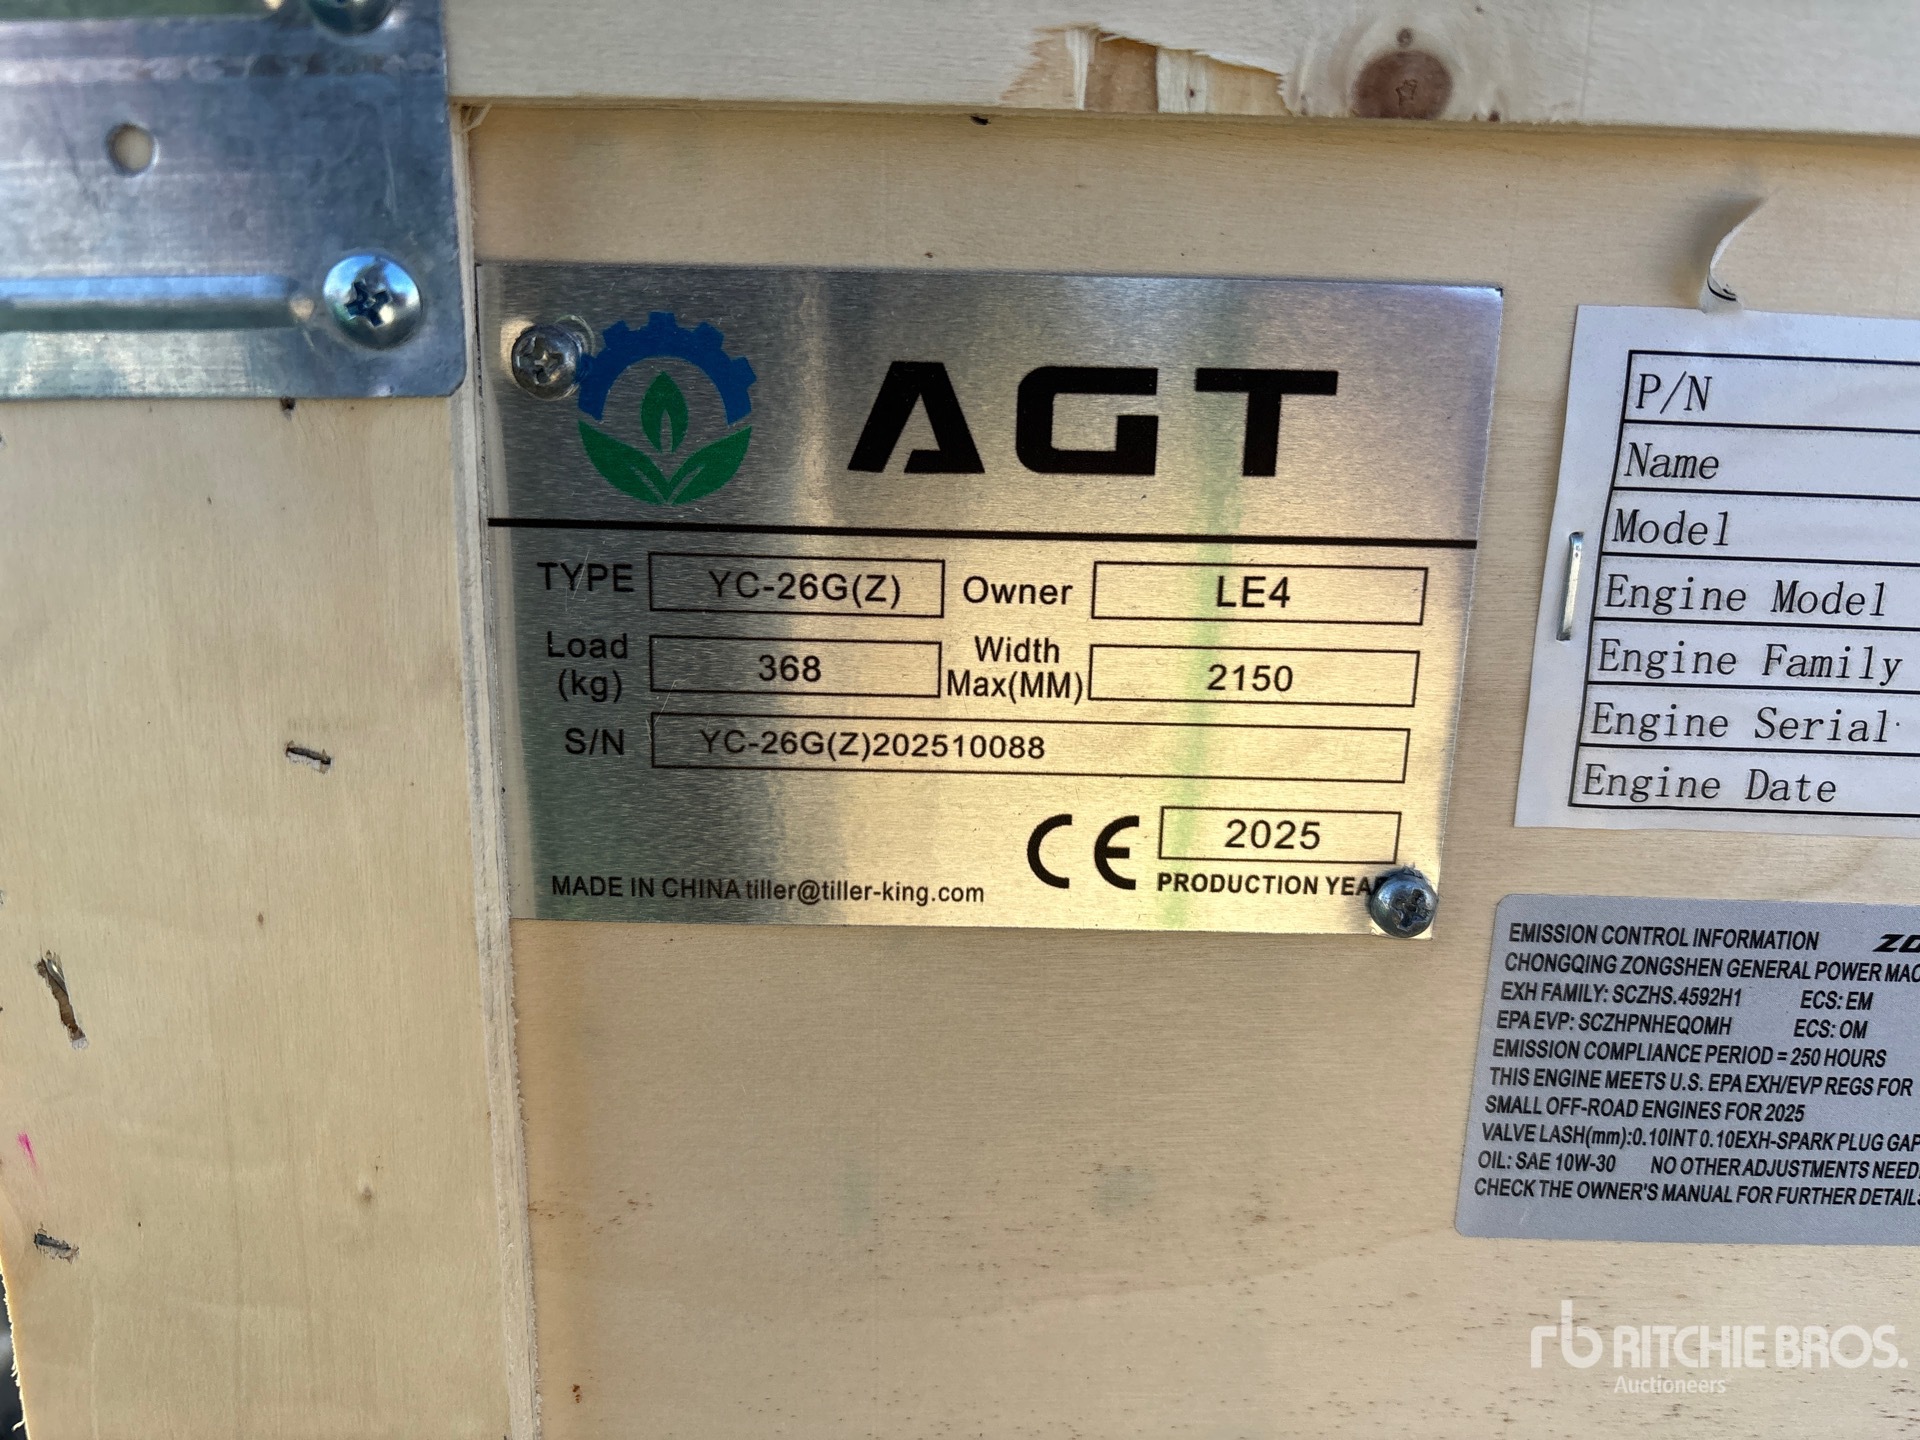 AGT
TYPE YC-26G(Z) Owner LE4
Load (kg) 368 Width Max(MM) 2150
S/N YC-26G(Z)202510088
CE 2025
MADE IN CHINA tiller@tiller-king.com PRODUCTION YEA
P/N
Name
Model
Engine Model
Engine Family
Engine Serial
Engine Date
EMISSION CONTROL INFORMATION
CHONGQING ZONGSHEN GENERAL POWER MAC
EXH FAMILY: SCZHS.4592H1 ECS: EM
EPA EVP: SCZHPNHEQOMH ECS: OM
EMISSION COMPLIANCE PERIOD = 250 HOURS
THIS ENGINE MEETS U.S. EPA EXH/EVP REGS FOR
SMALL OFF-ROAD ENGINES FOR 2025
VALVE LASH(mm):0.10INT 0.10EXH-SPARK PLUG GAP
OIL: SAE 10W-30 NO OTHER ADJUSTMENTS NEED
CHECK THE OWNER'S MANUAL FOR FURTHER DETAILS
rb RITCHIE BROS.
Auctioneers